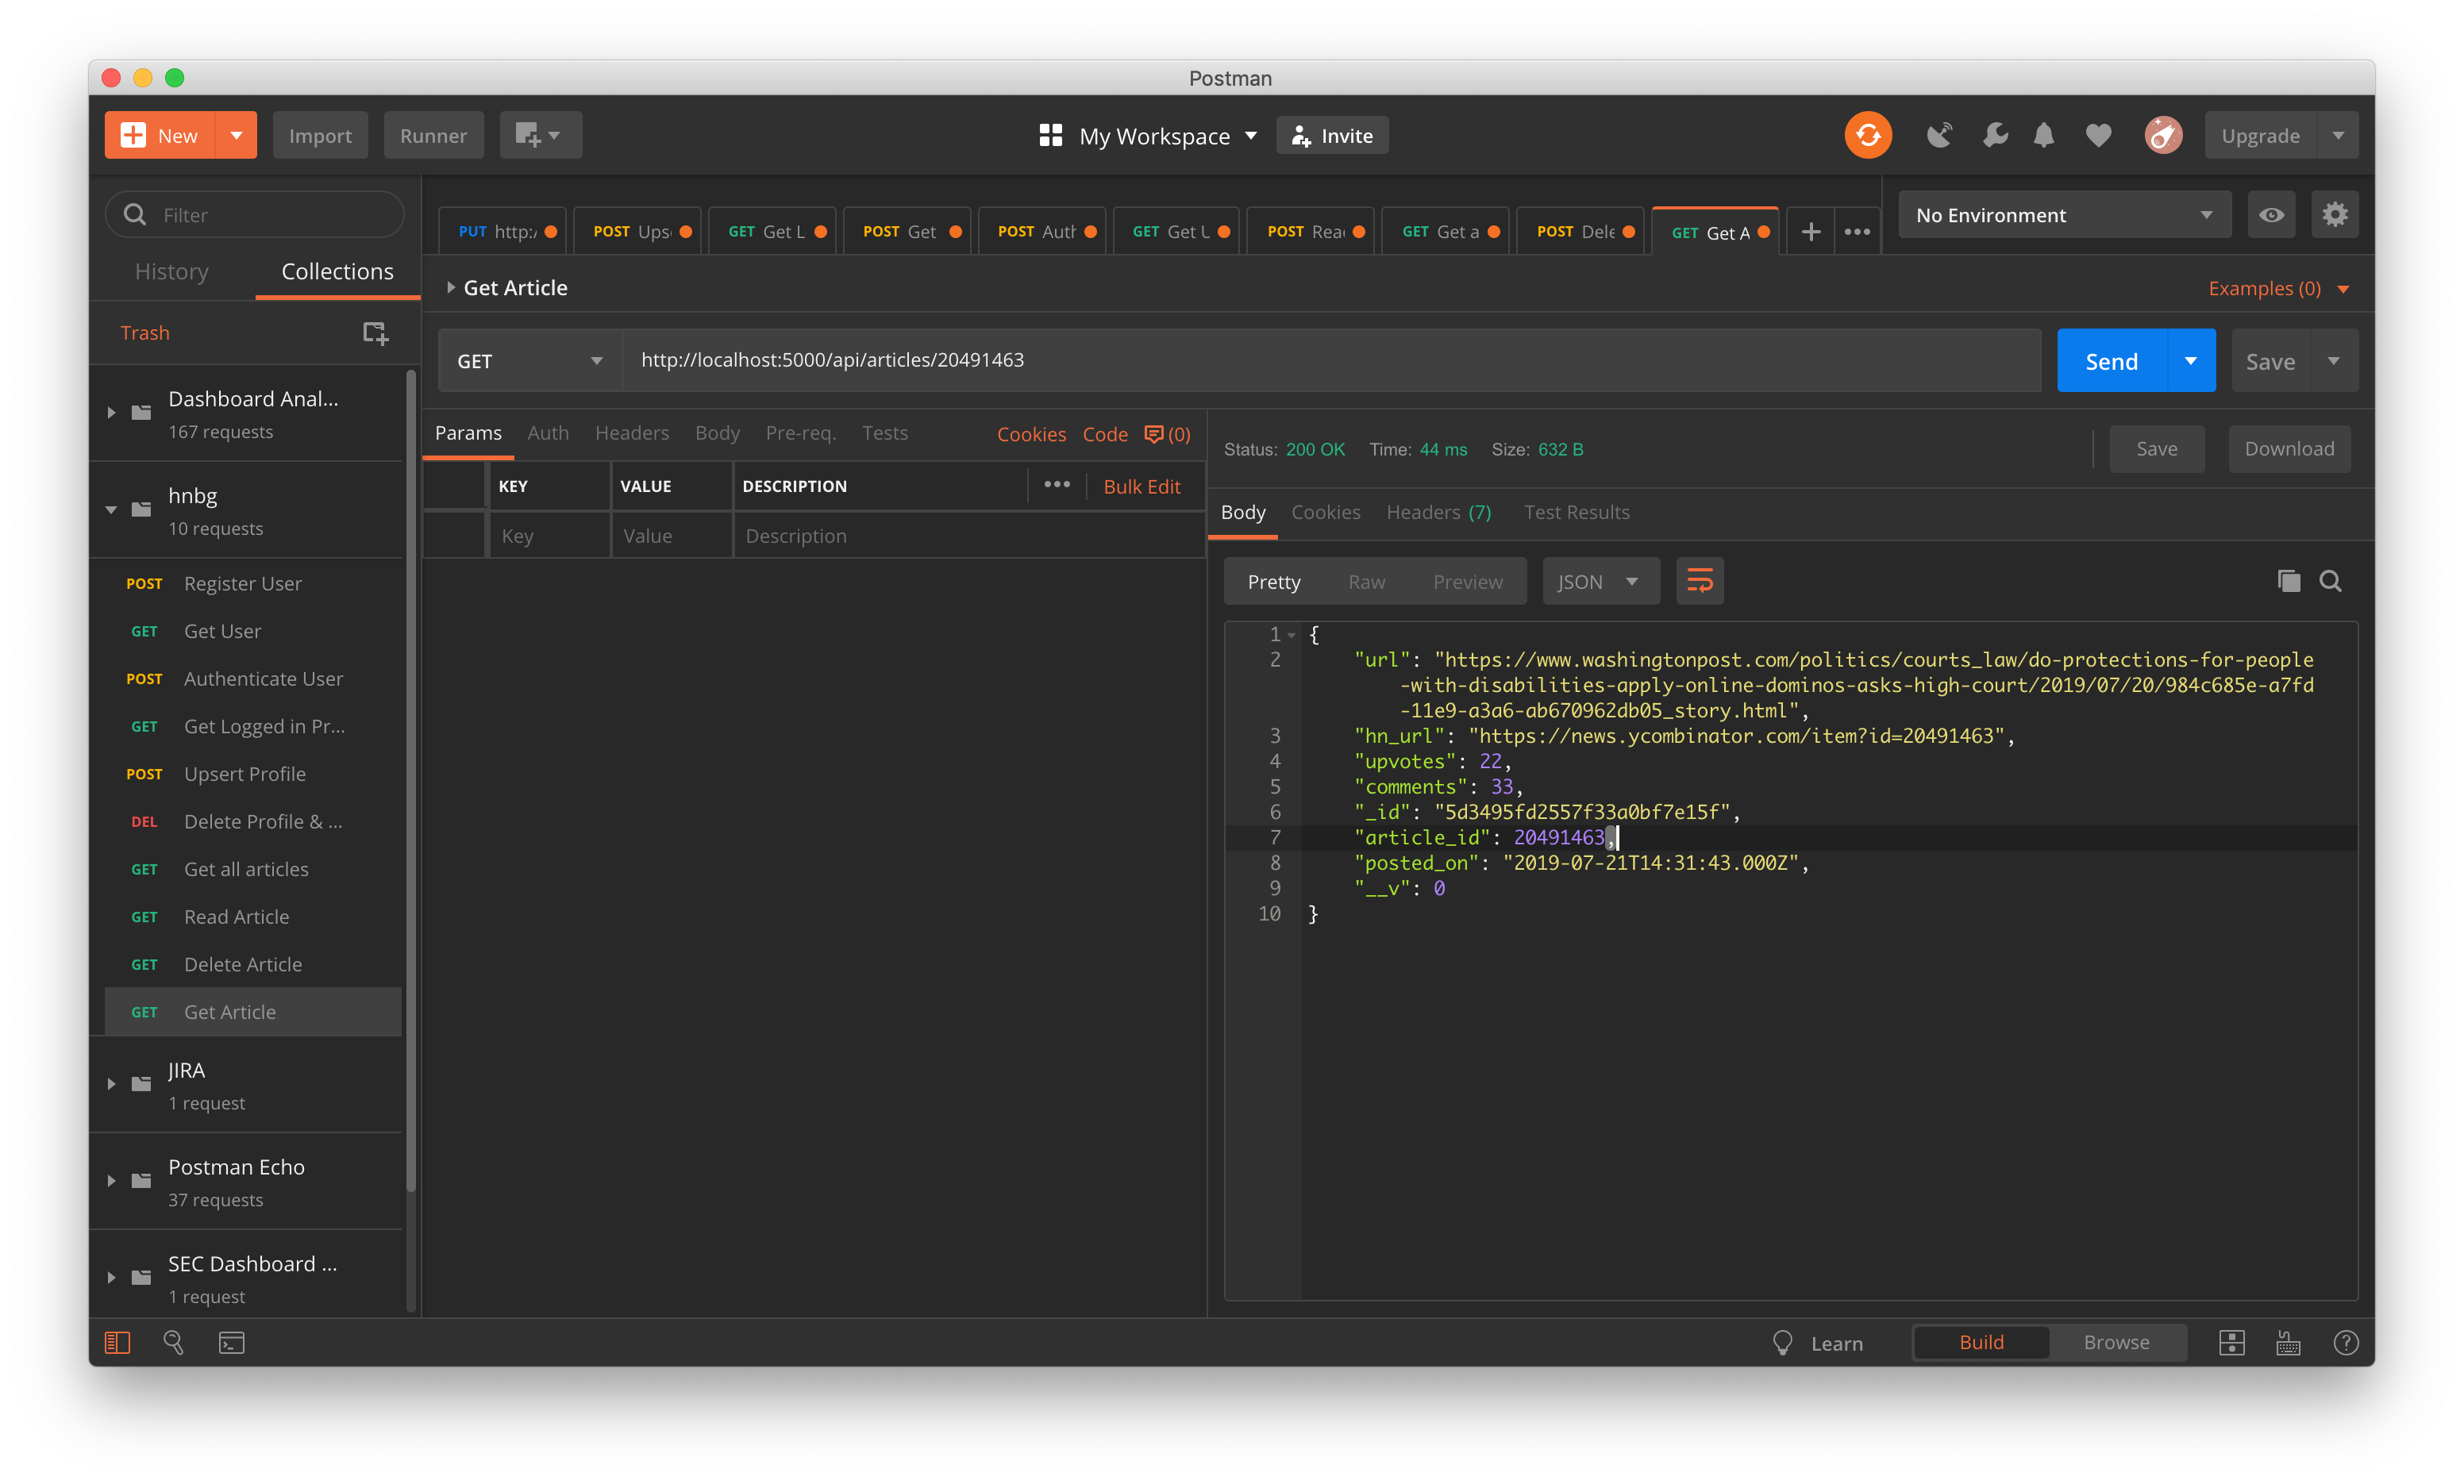 Postman
New Import Runner My Workspace Invite Upgrade
Filter
History Collections
Trash
Dashboard Anal...
167 requests
hnbg
10 requests
POST Register User
GET Get User
POST Authenticate User
GET Get Logged in Pr...
POST Upsert Profile
DEL Delete Profile & ...
GET Get all articles
GET Read Article
GET Delete Article
GET Get Article
JIRA
1 request
Postman Echo
37 requests
SEC Dashboard ...
1 request
PUT http:/ POST Ups GET Get L POST Get POST Auth GET Get U POST Rea GET Get a POST Dele GET Get A
No Environment
Get Article
Examples (0)
GET http://localhost:5000/api/articles/20491463 Send Save
Params Auth Headers Body Pre-req. Tests Cookies Code (0)
KEY VALUE DESCRIPTION Bulk Edit
Key Value Description
Status: 200 OK Time: 44 ms Size: 632 B Save Download
Body Cookies Headers (7) Test Results
Pretty Raw Preview JSON
1 {
2 "url": "https://www.washingtonpost.com/politics/courts_law/do-protections-for-people
-with-disabilities-apply-online-dominos-asks-high-court/2019/07/20/984c685e-a7fd
-11e9-a3a6-ab670962db05_story.html",
3 "hn_url": "https://news.ycombinator.com/item?id=20491463",
4 "upvotes": 22,
5 "comments": 33,
6 "_id": "5d3495fd2557f33a0bf7e15f",
7 "article_id": 20491463,
8 "posted_on": "2019-07-21T14:31:43.000Z",
9 "__v": 0
10 }
Learn Build Browse